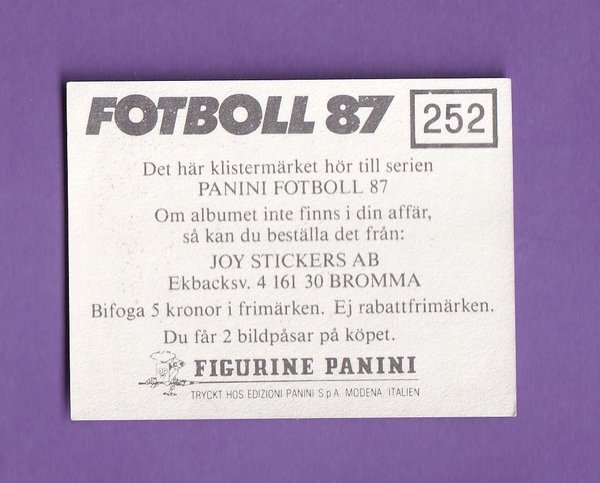 FOTBOLL 87 252
Det här klistermärket hör till serien
PANINI FOTBOLL 87
Om albumet inte finns i din affär,
så kan du beställa det från:
JOY STICKERS AB
Ekbacksv. 4 161 30 BROMMA
Bifoga 5 kronor i frimärken. Ej rabattfrimärken.
Du får 2 bildpåsar på köpet.
FIGURINE PANINI
TRYCKT HOS EDIZIONI PANINI S.p.A. MODENA ITALIEN